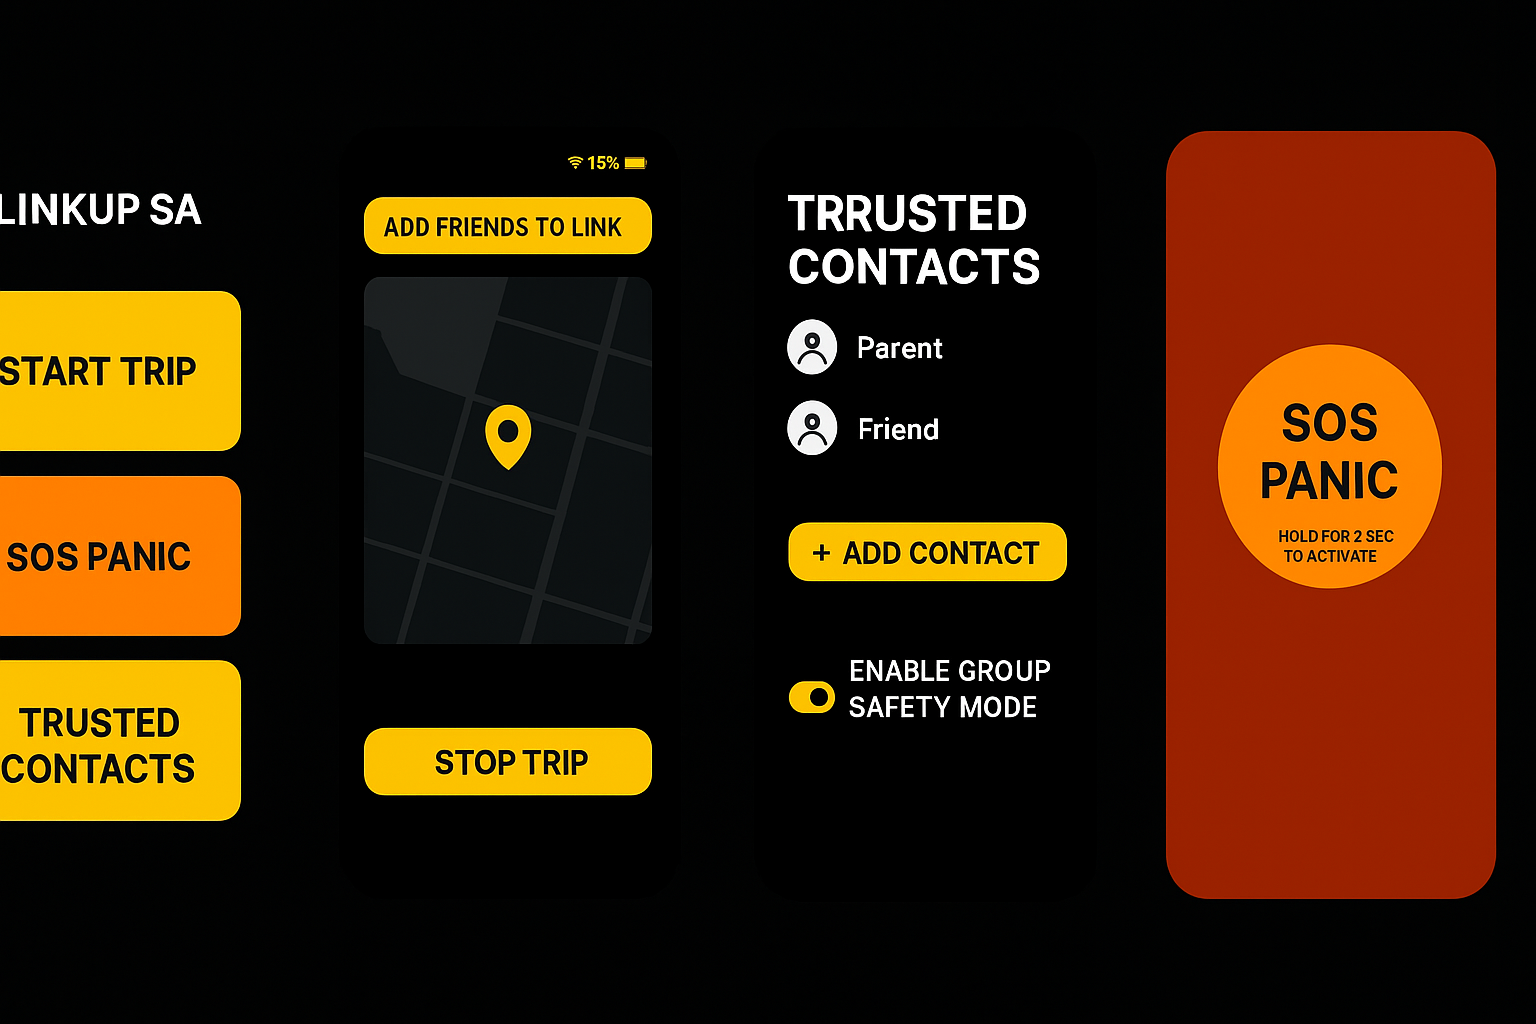 LINKUP SA
START TRIP
SOS PANIC
TRUSTED
CONTACTS
15%
ADD FRIENDS TO LINK
STOP TRIP
TRRUSTED
CONTACTS
Parent
Friend
+ ADD CONTACT
ENABLE GROUP
SAFETY MODE
SOS
PANIC
HOLD FOR 2 SEC
TO ACTIVATE